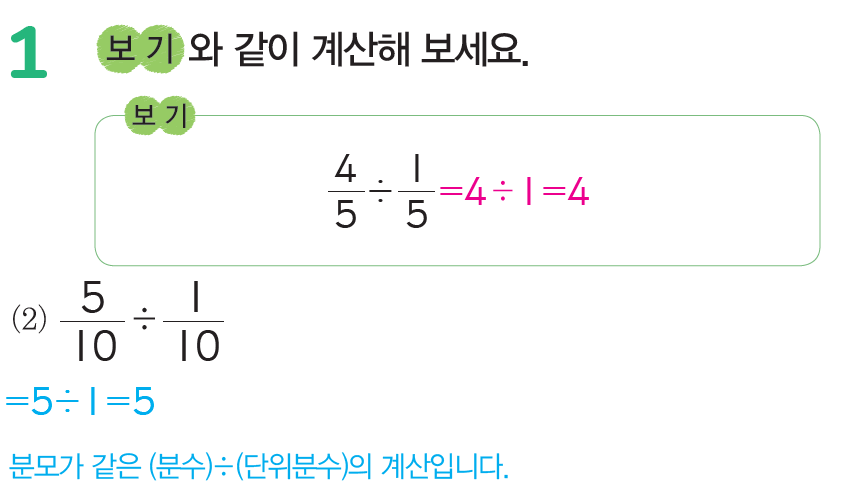 1 보기와 같이 계산해 보세요.
보기
4/5 ÷ 1/5 =4÷1=4
(2) 5/10 ÷ 1/10
=5÷1=5
분모가 같은 (분수)÷(단위분수)의 계산입니다.